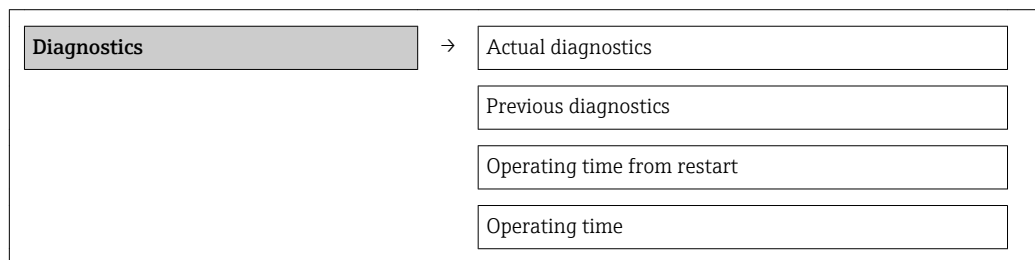 Diagnostics → Actual diagnostics
Previous diagnostics
Operating time from restart
Operating time